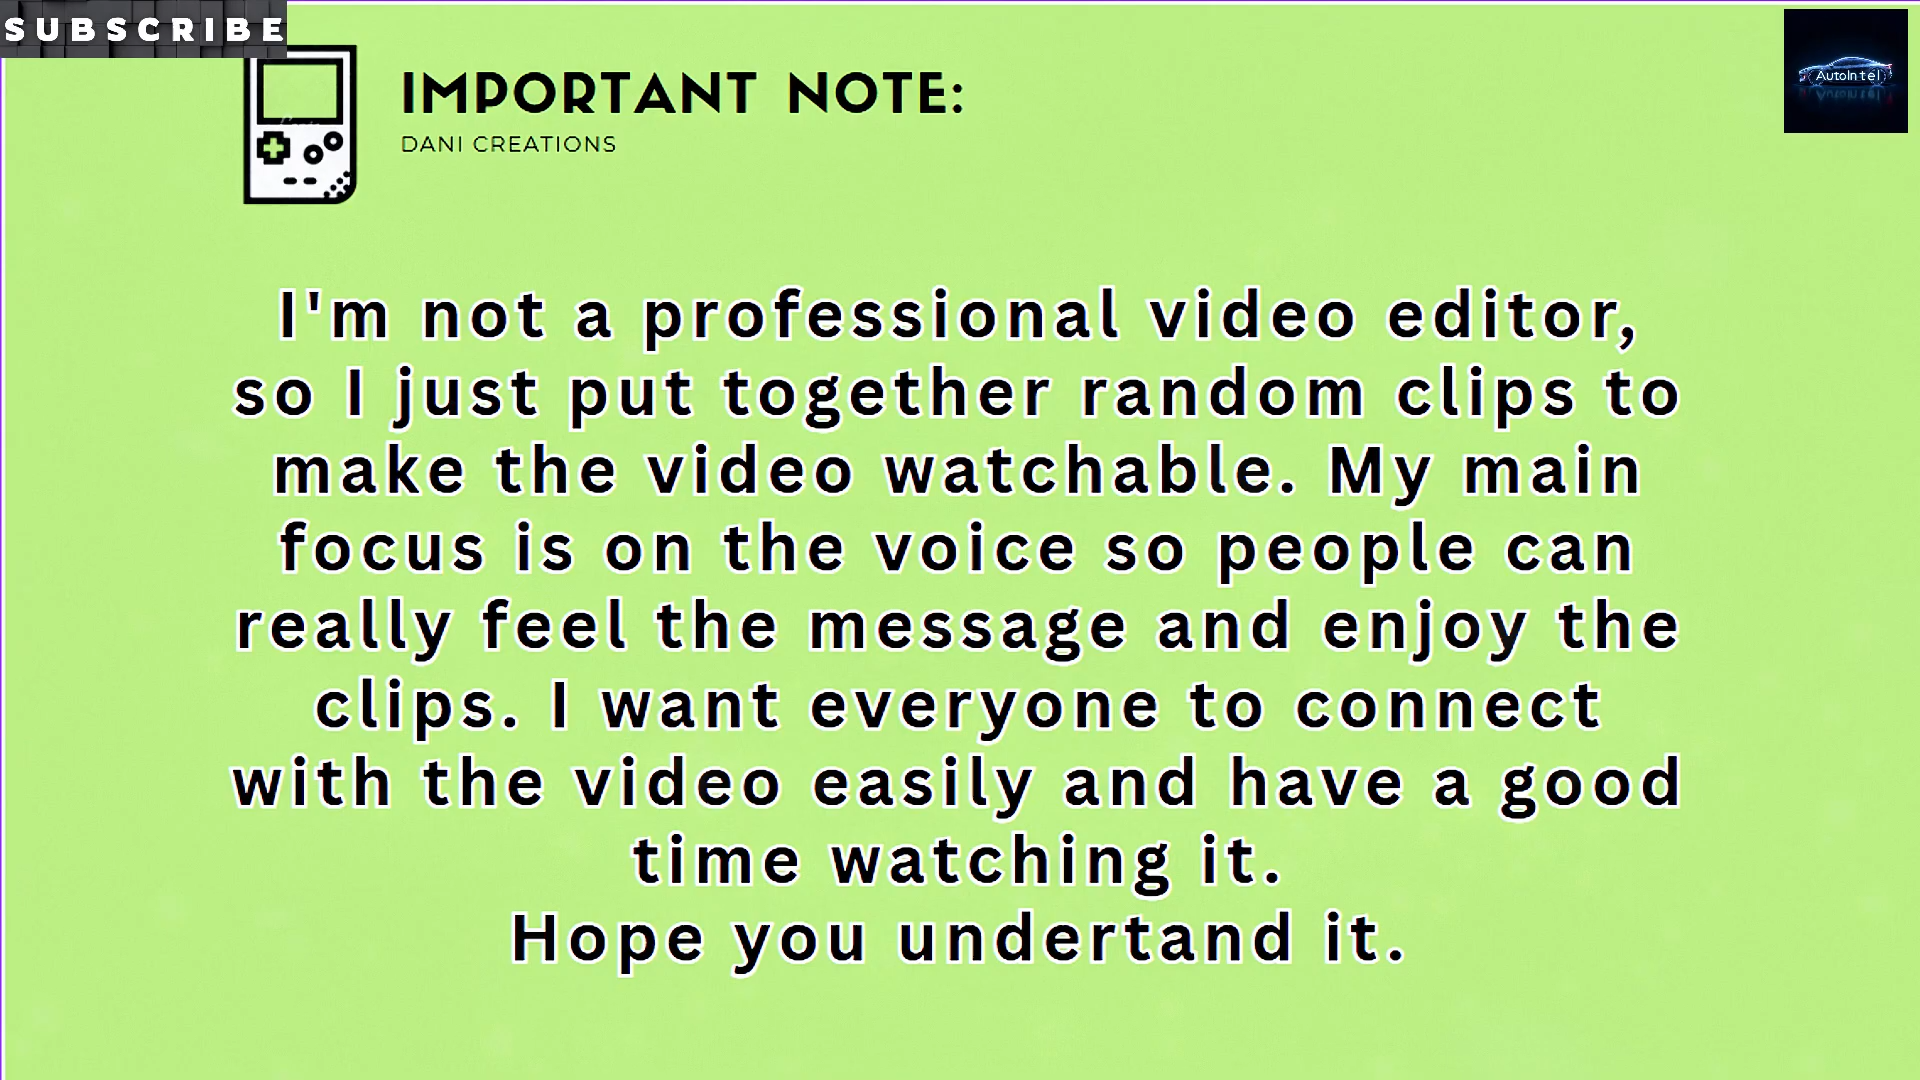 SUBSCRIBE
IMPORTANT NOTE:
DANI CREATIONS
AutoIntel
I'm not a professional video editor,
so I just put together random clips to
make the video watchable. My main
focus is on the voice so people can
really feel the message and enjoy the
clips. I want everyone to connect
with the video easily and have a good
time watching it.
Hope you undertand it.